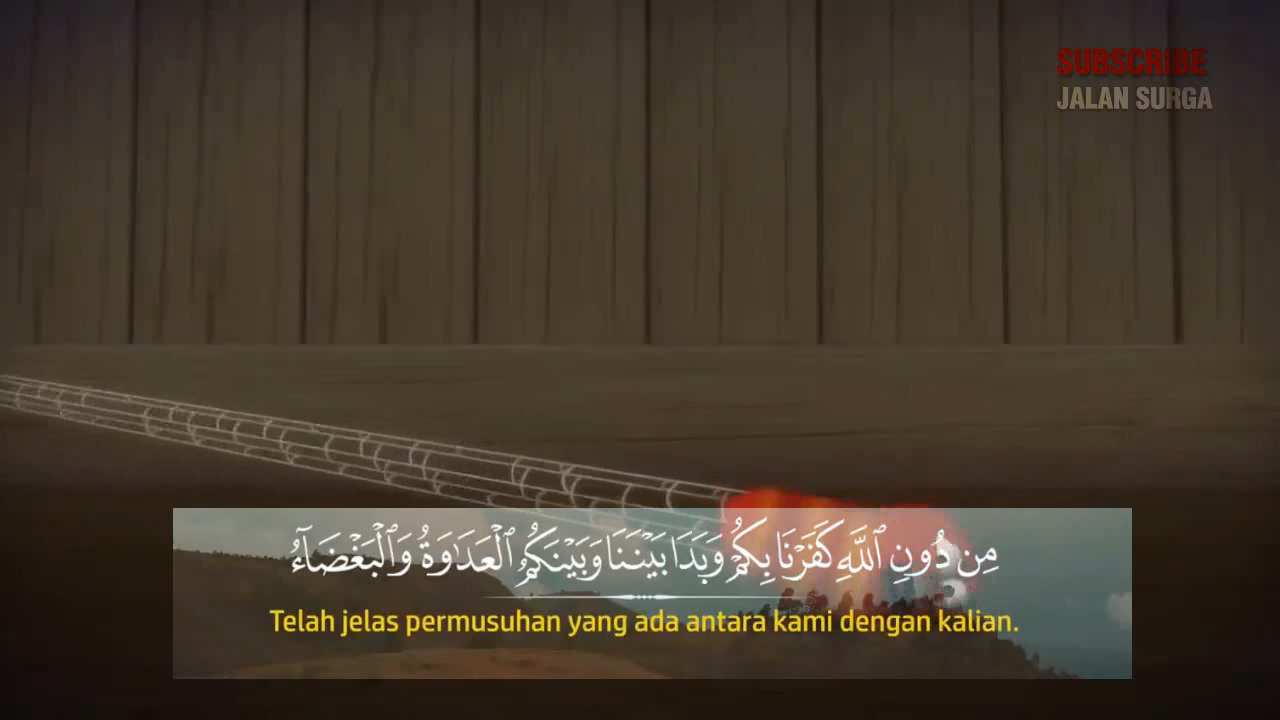 SUBSCRIBE
JALAN SURGA
مِن دُونِ ٱللَّهِ كَفَرْنَا بِكُمْ وَبَدَا بَيْنَنَا وَبَيْنَكُمُ ٱلْعَدَٰوَةُ وَٱلْبَغْضَآءُ
Telah jelas permusuhan yang ada antara kami dengan kalian.